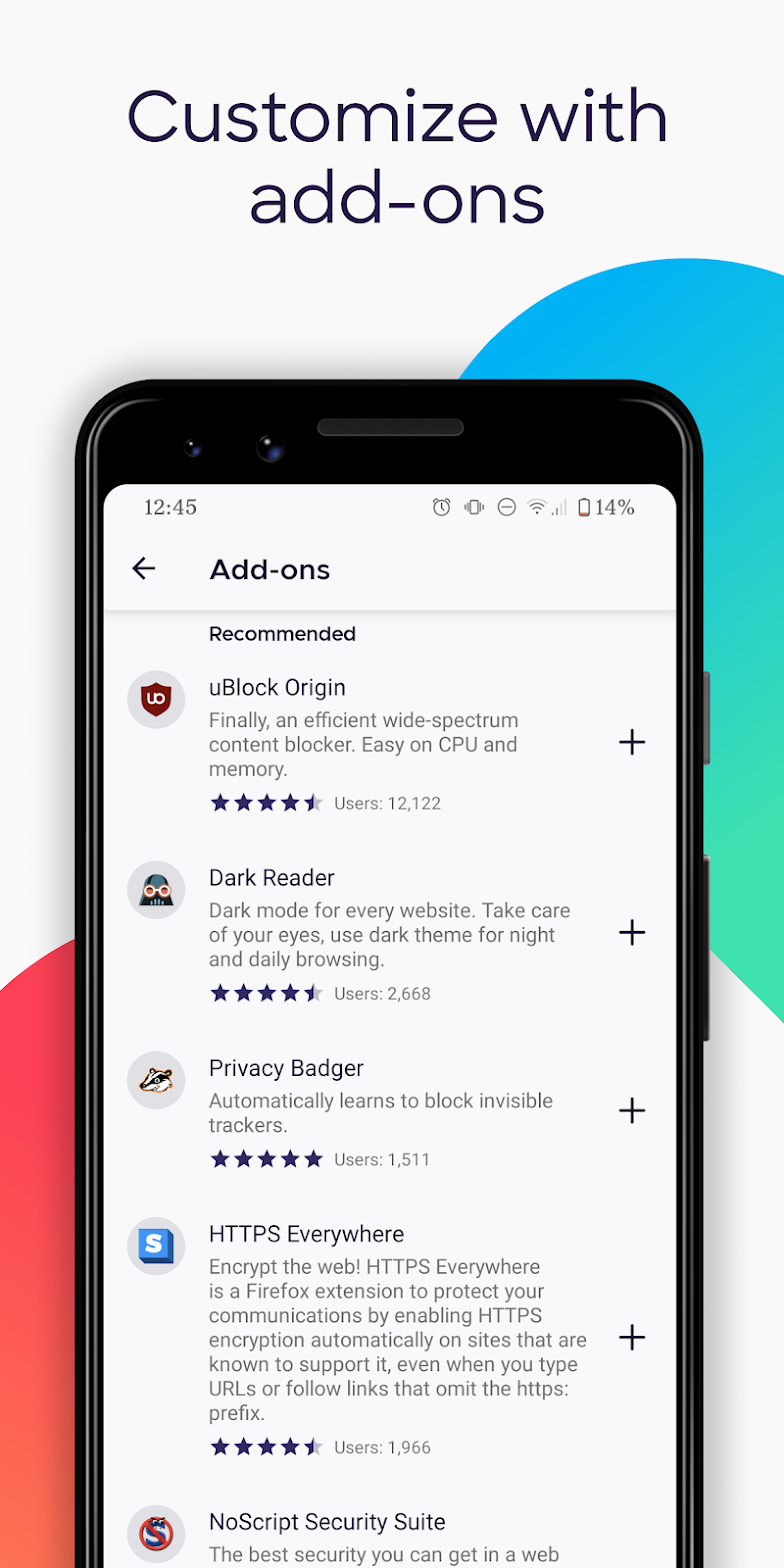 Customize with
add-ons
12:45
14%
Add-ons
Recommended
uBlock Origin
Finally, an efficient wide-spectrum
content blocker. Easy on CPU and
memory.
Users: 12,122
Dark Reader
Dark mode for every website. Take care
of your eyes, use dark theme for night
and daily browsing.
Users: 2,668
Privacy Badger
Automatically learns to block invisible
trackers.
Users: 1,511
S
HTTPS Everywhere
Encrypt the web! HTTPS Everywhere
is a Firefox extension to protect your
communications by enabling HTTPS
encryption automatically on sites that are
known to support it, even when you type
URLs or follow links that omit the https:
prefix.
Users: 1,966
NoScript Security Suite
The best security you can get in a web